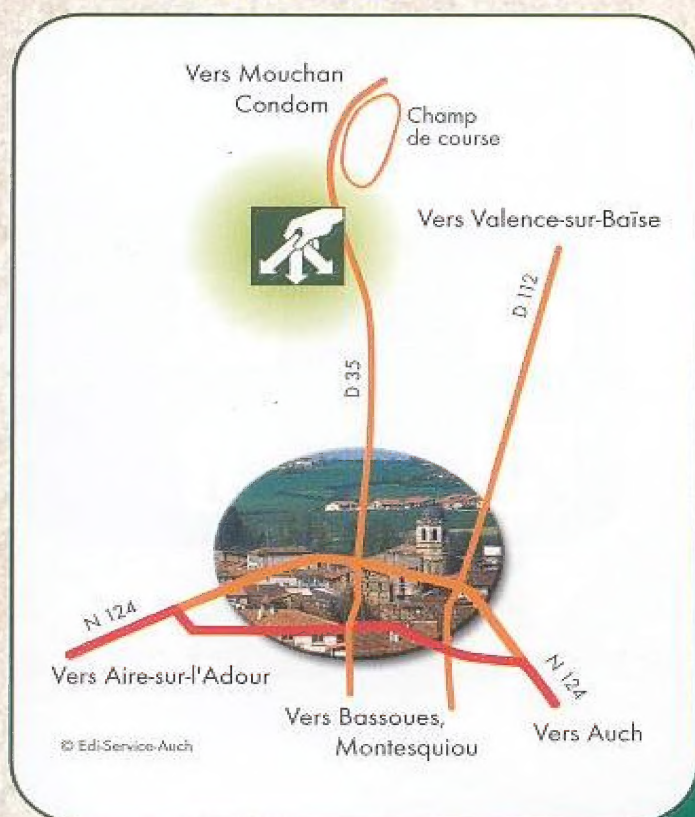 Vers Mouchan
Condom
Champ
de course
Vers Valence-sur-Baïse
D 112
D 35
N 124
Vers Aire-sur-l'Adour
Vers Bassoues,
Montesquiou
N 124
Vers Auch
© Edi-Service-Auch